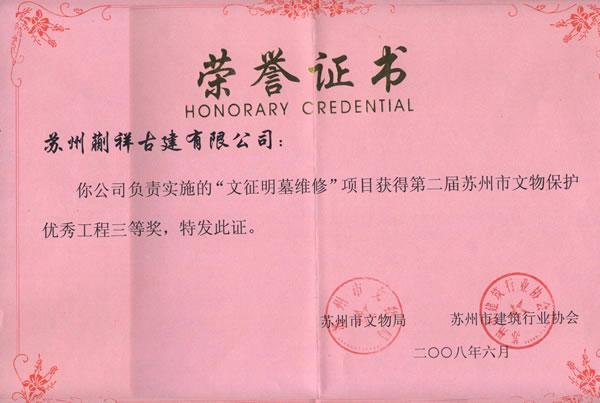 荣誉证书
HONORARY CREDENTIAL
苏州蒯祥古建有限公司：
你公司负责实施的“文征明墓维修”项目获得第二届苏州市文物保护
优秀工程三等奖，特发此证。
苏州市文物局 苏州市建筑行业协会
二〇〇八年六月